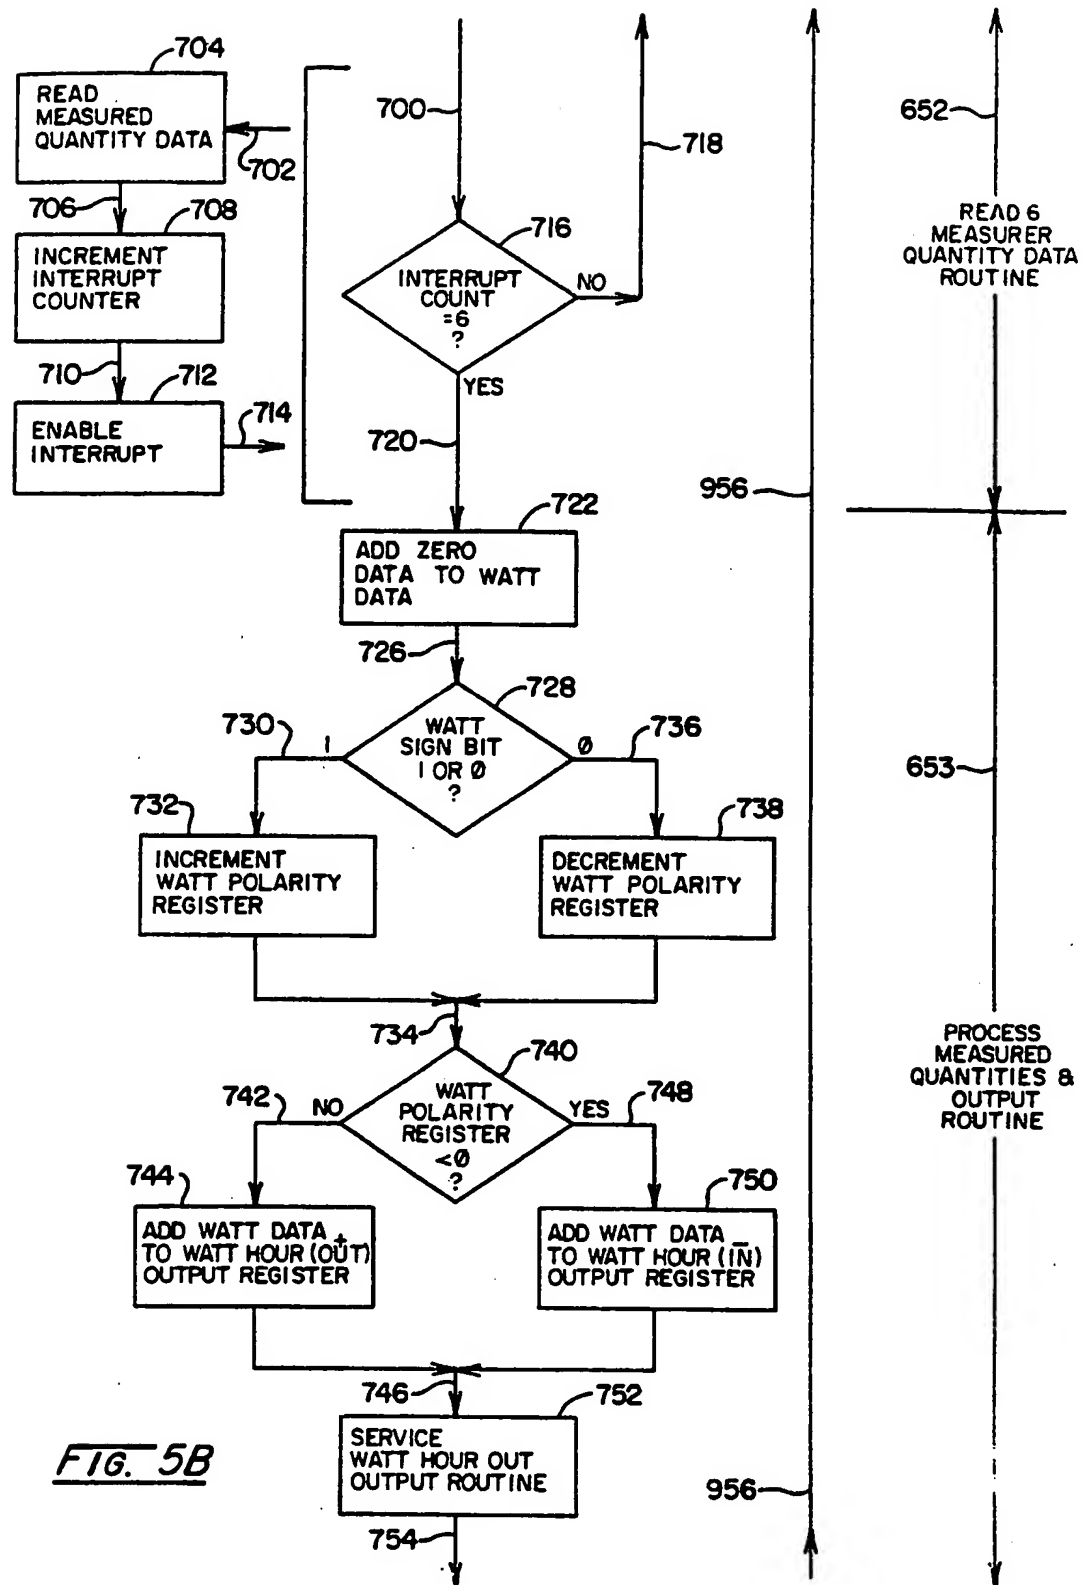 704
READ
MEASURED
QUANTITY DATA
702
706
708
INCREMENT
INTERRUPT
COUNTER
710
712
ENABLE
INTERRUPT
714
700
718
716
INTERRUPT
COUNT
=6
?
NO
YES
720
722
ADD ZERO
DATA TO WATT
DATA
726
728
WATT
SIGN BIT
1 OR Ø
?
730
1
Ø
736
732
INCREMENT
WATT POLARITY
REGISTER
738
DECREMENT
WATT POLARITY
REGISTER
734
740
WATT
POLARITY
REGISTER
<Ø
?
742
NO
YES
748
744
ADD WATT DATA +
TO WATT HOUR (OUT)
OUTPUT REGISTER
750
ADD WATT DATA –
TO WATT HOUR (IN)
OUTPUT REGISTER
746
752
SERVICE
WATT HOUR OUT
OUTPUT ROUTINE
754
956
956
652
READ 6
MEASURER
QUANTITY DATA
ROUTINE
653
PROCESS
MEASURED
QUANTITIES &
OUTPUT
ROUTINE
FIG. 5B